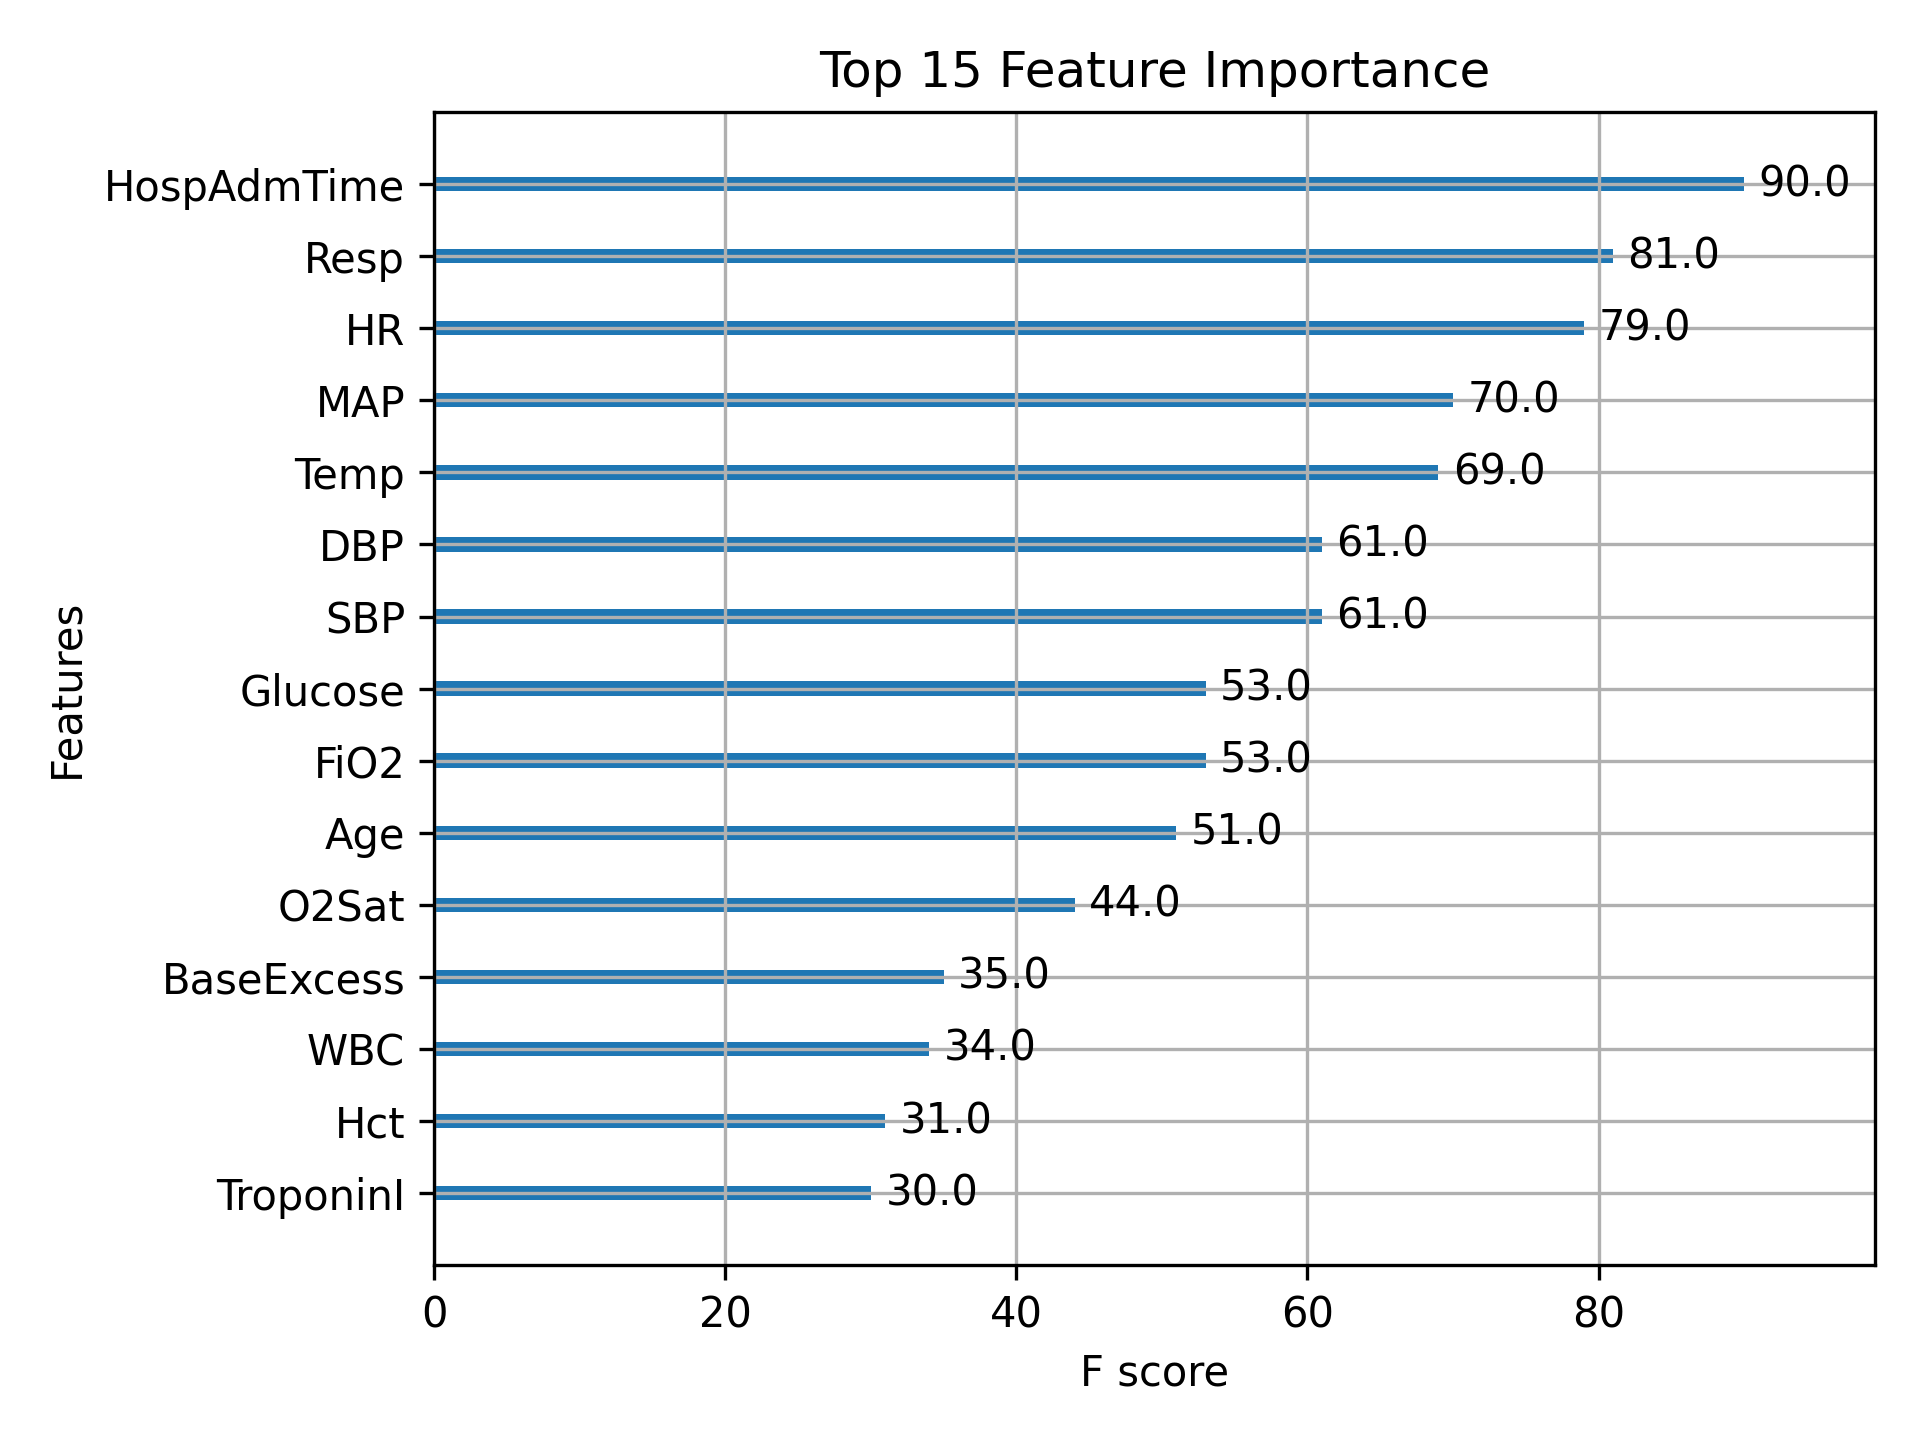 Top 15 Feature Importance
HospAdmTime 90.0
Resp 81.0
HR 79.0
MAP 70.0
Temp 69.0
DBP 61.0
SBP 61.0
Glucose 53.0
FiO2 53.0
Age 51.0
O2Sat 44.0
BaseExcess 35.0
WBC 34.0
Hct 31.0
TroponinI 30.0
Features
0 20 40 60 80
F score